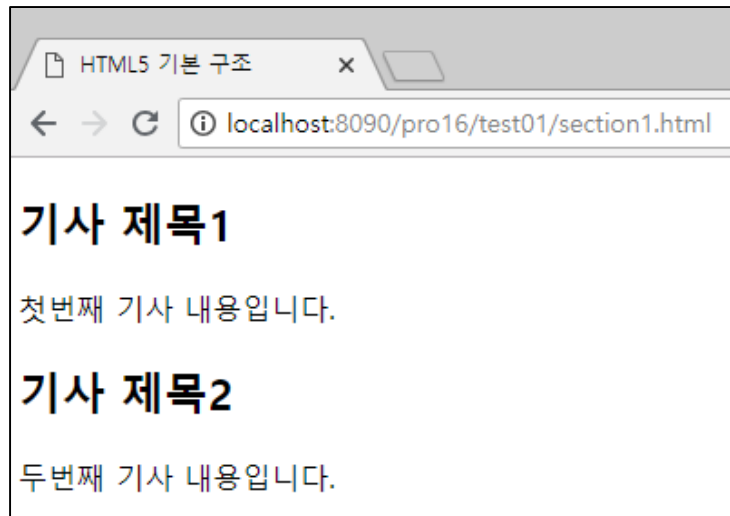 HTML5 기본 구조
localhost:8090/pro16/test01/section1.html
기사 제목1
첫번째 기사 내용입니다.
기사 제목2
두번째 기사 내용입니다.